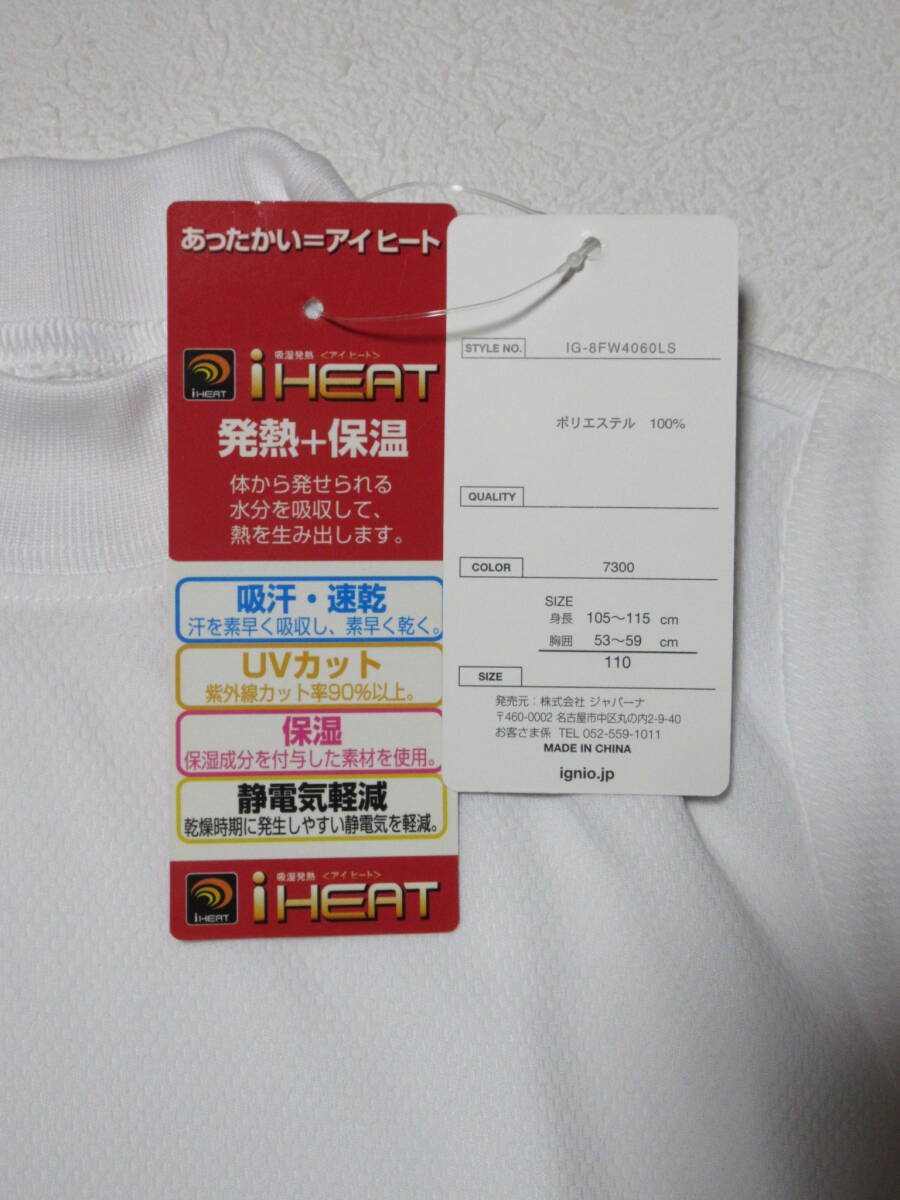 あったかい=アイヒート
吸湿発熱 <アイ ヒート>
iHEAT
iHEAT
発熱+保温
体から発せられる
水分を吸収して、
熱を生み出します。
吸汗・速乾
汗を素早く吸収し、素早く乾く。
UVカット
紫外線カット率90%以上。
保湿
保湿成分を付与した素材を使用。
静電気軽減
乾燥時期に発生しやすい静電気を軽減。
吸湿発熱 <アイ ヒート>
iHEAT
iHEAT
STYLE NO. IG-8FW4060LS
ポリエステル 100%
QUALITY
COLOR 7300
SIZE
身長 105〜115 cm
胸囲 53〜59 cm
110
SIZE
発売元:株式会社 ジャパーナ
〒460-0002 名古屋市中区丸の内2-9-40
お客さま係 TEL 052-559-1011
MADE IN CHINA
ignio.jp